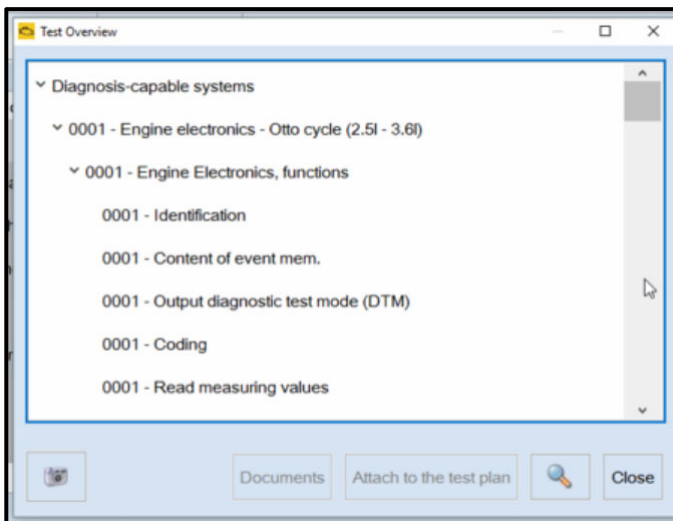 Test Overview
Diagnosis-capable systems
0001 - Engine electronics - Otto cycle (2.5l - 3.6l)
0001 - Engine Electronics, functions
0001 - Identification
0001 - Content of event mem.
0001 - Output diagnostic test mode (DTM)
0001 - Coding
0001 - Read measuring values
Documents
Attach to the test plan
Close